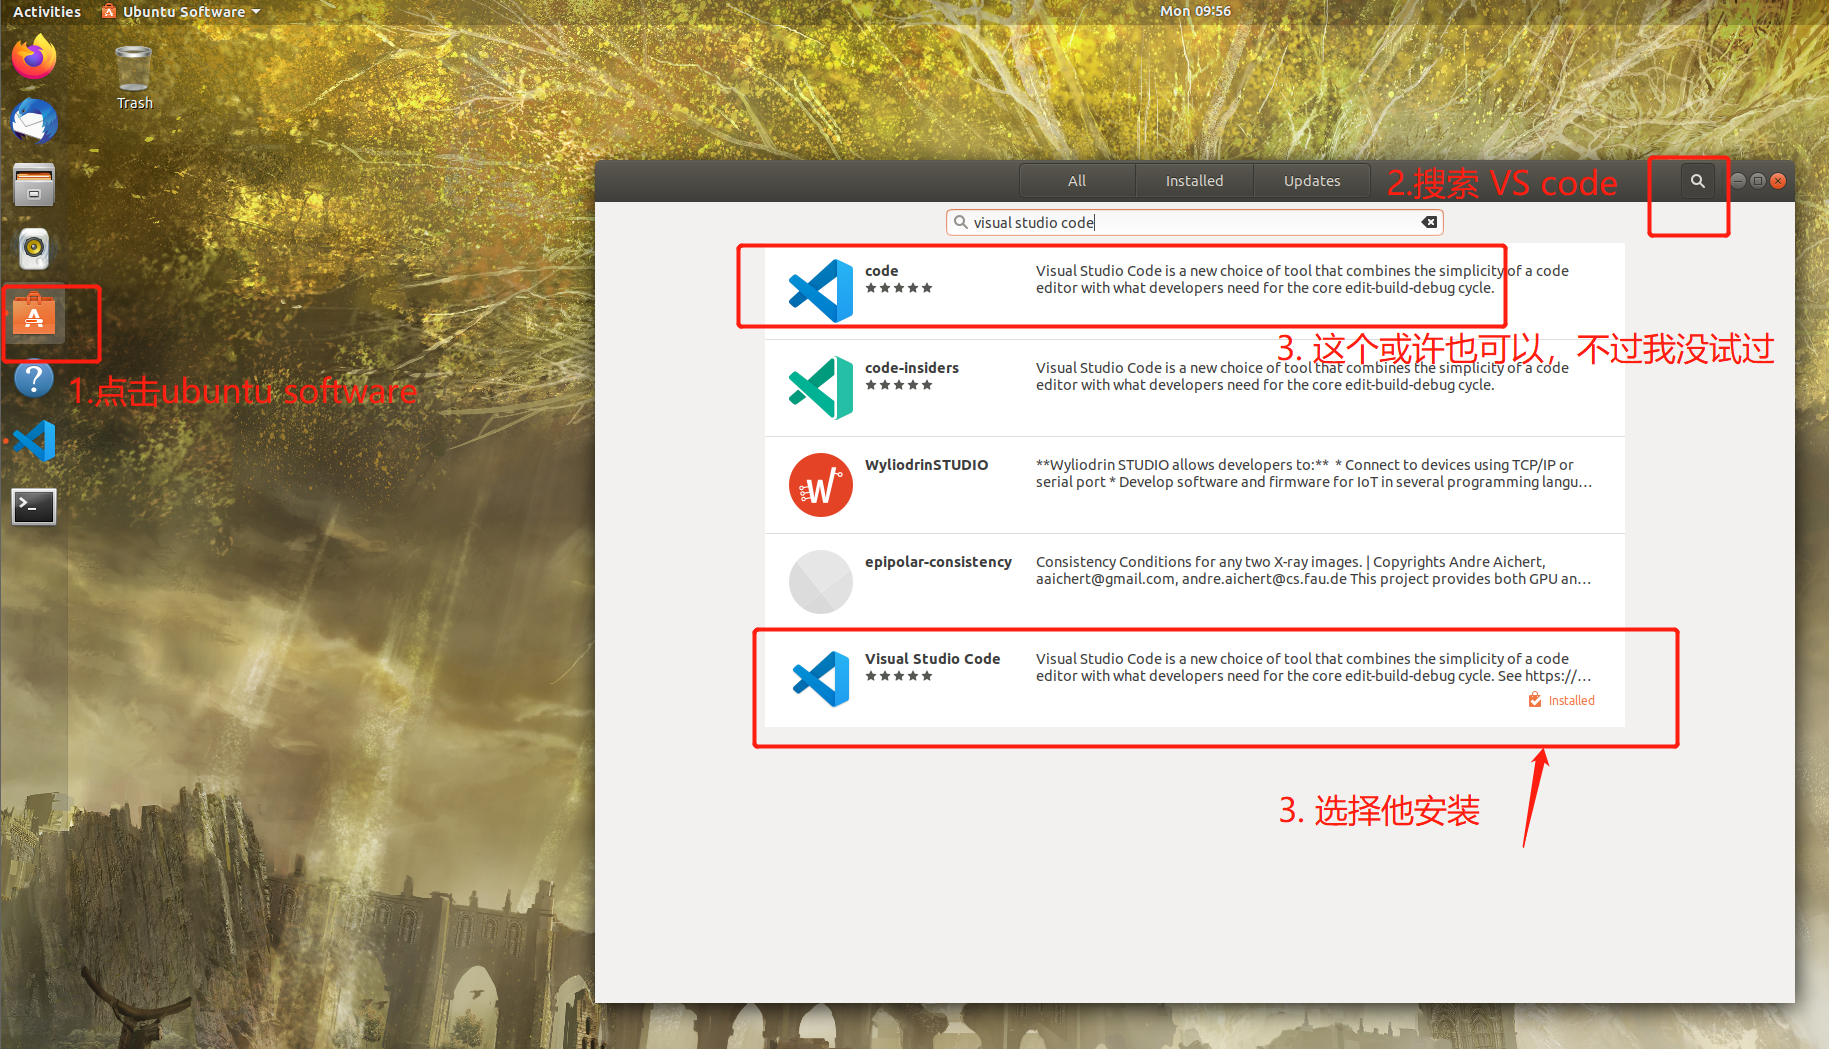 Activities
Ubuntu Software
Mon 09:56
Trash
All
Installed
Updates
2.搜索 VS code
visual studio code
code
Visual Studio Code is a new choice of tool that combines the simplicity of a code
editor with what developers need for the core edit-build-debug cycle.
3. 这个或许也可以，不过我没试过
code-insiders
Visual Studio Code is a new choice of tool that combines the simplicity of a code
editor with what developers need for the core edit-build-debug cycle.
1.点击ubuntu software
WyliodrinSTUDIO
**Wyliodrin STUDIO allows developers to:** * Connect to devices using TCP/IP or
serial port * Develop software and firmware for IoT in several programming langu…
epipolar-consistency
Consistency Conditions for any two X-ray images. | Copyrights Andre Aichert,
aaichert@gmail.com, andre.aichert@cs.fau.de This project provides both GPU an…
Visual Studio Code
Visual Studio Code is a new choice of tool that combines the simplicity of a code
editor with what developers need for the core edit-build-debug cycle. See https://…
Installed
3. 选择他安装